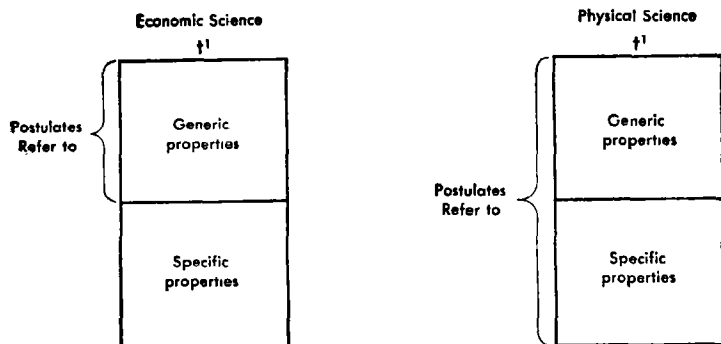 Economic Science
t¹
Postulates
Refer to
Generic
properties
Specific
properties
Physical Science
t¹
Postulates
Refer to
Generic
properties
Specific
properties